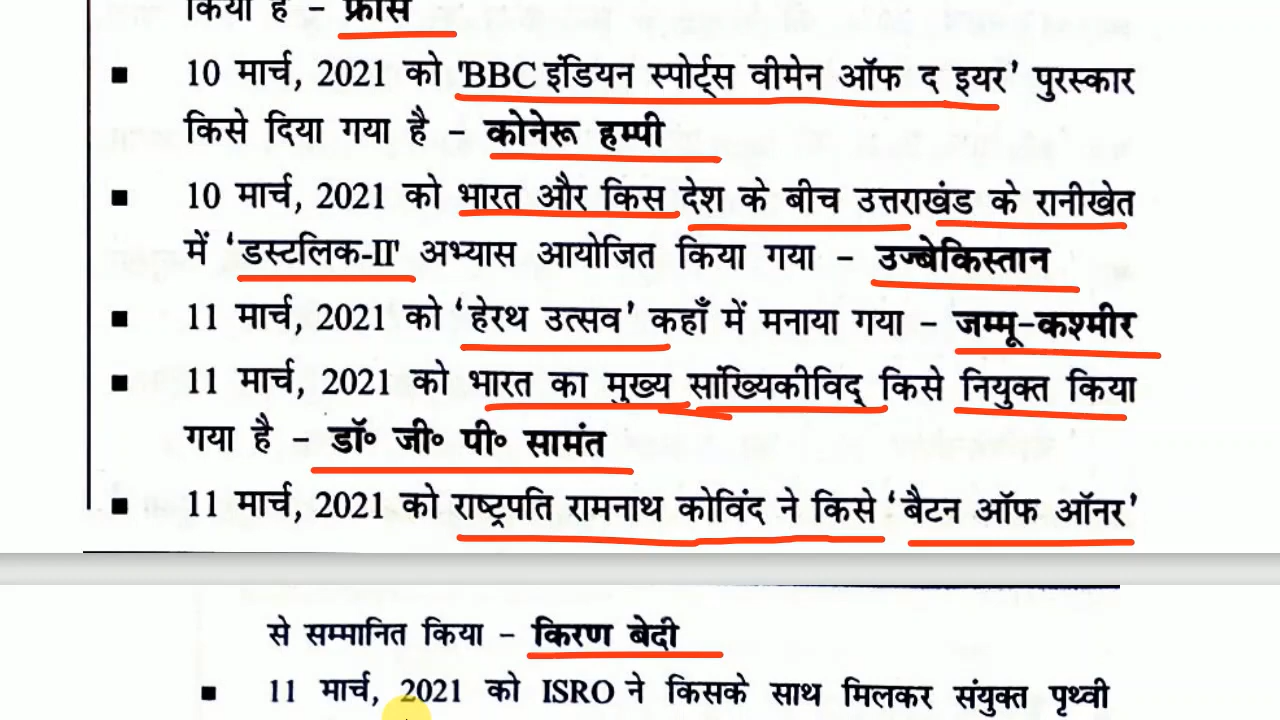 किया है – फ्रांस
■ 10 मार्च, 2021 को 'BBC इंडियन स्पोर्ट्स वीमेन ऑफ द इयर' पुरस्कार
किसे दिया गया है – कोनेरू हम्पी
■ 10 मार्च, 2021 को भारत और किस देश के बीच उत्तराखंड के रानीखेत
में 'डस्टलिक-II' अभ्यास आयोजित किया गया – उज्बेकिस्तान
■ 11 मार्च, 2021 को 'हेरथ उत्सव' कहाँ में मनाया गया – जम्मू-कश्मीर
■ 11 मार्च, 2021 को भारत का मुख्य सांख्यिकीविद् किसे नियुक्त किया
गया है – डॉ॰ जी॰ पी॰ सामंत
■ 11 मार्च, 2021 को राष्ट्रपति रामनाथ कोविंद ने किसे 'बैटन ऑफ ऑनर'
से सम्मानित किया – किरण बेदी
■ 11 मार्च, 2021 को ISRO ने किसके साथ मिलकर संयुक्त पृथ्वी